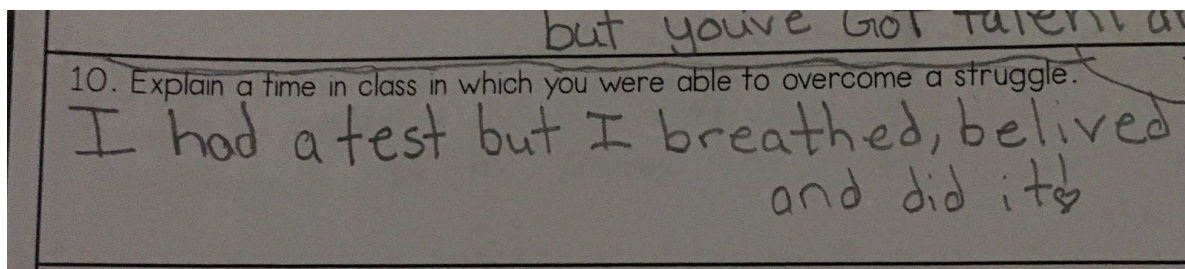 but youive GOT talent a
10. Explain a time in class in which you were able to overcome a struggle.
I had a test but I breathed, belived
and did it!